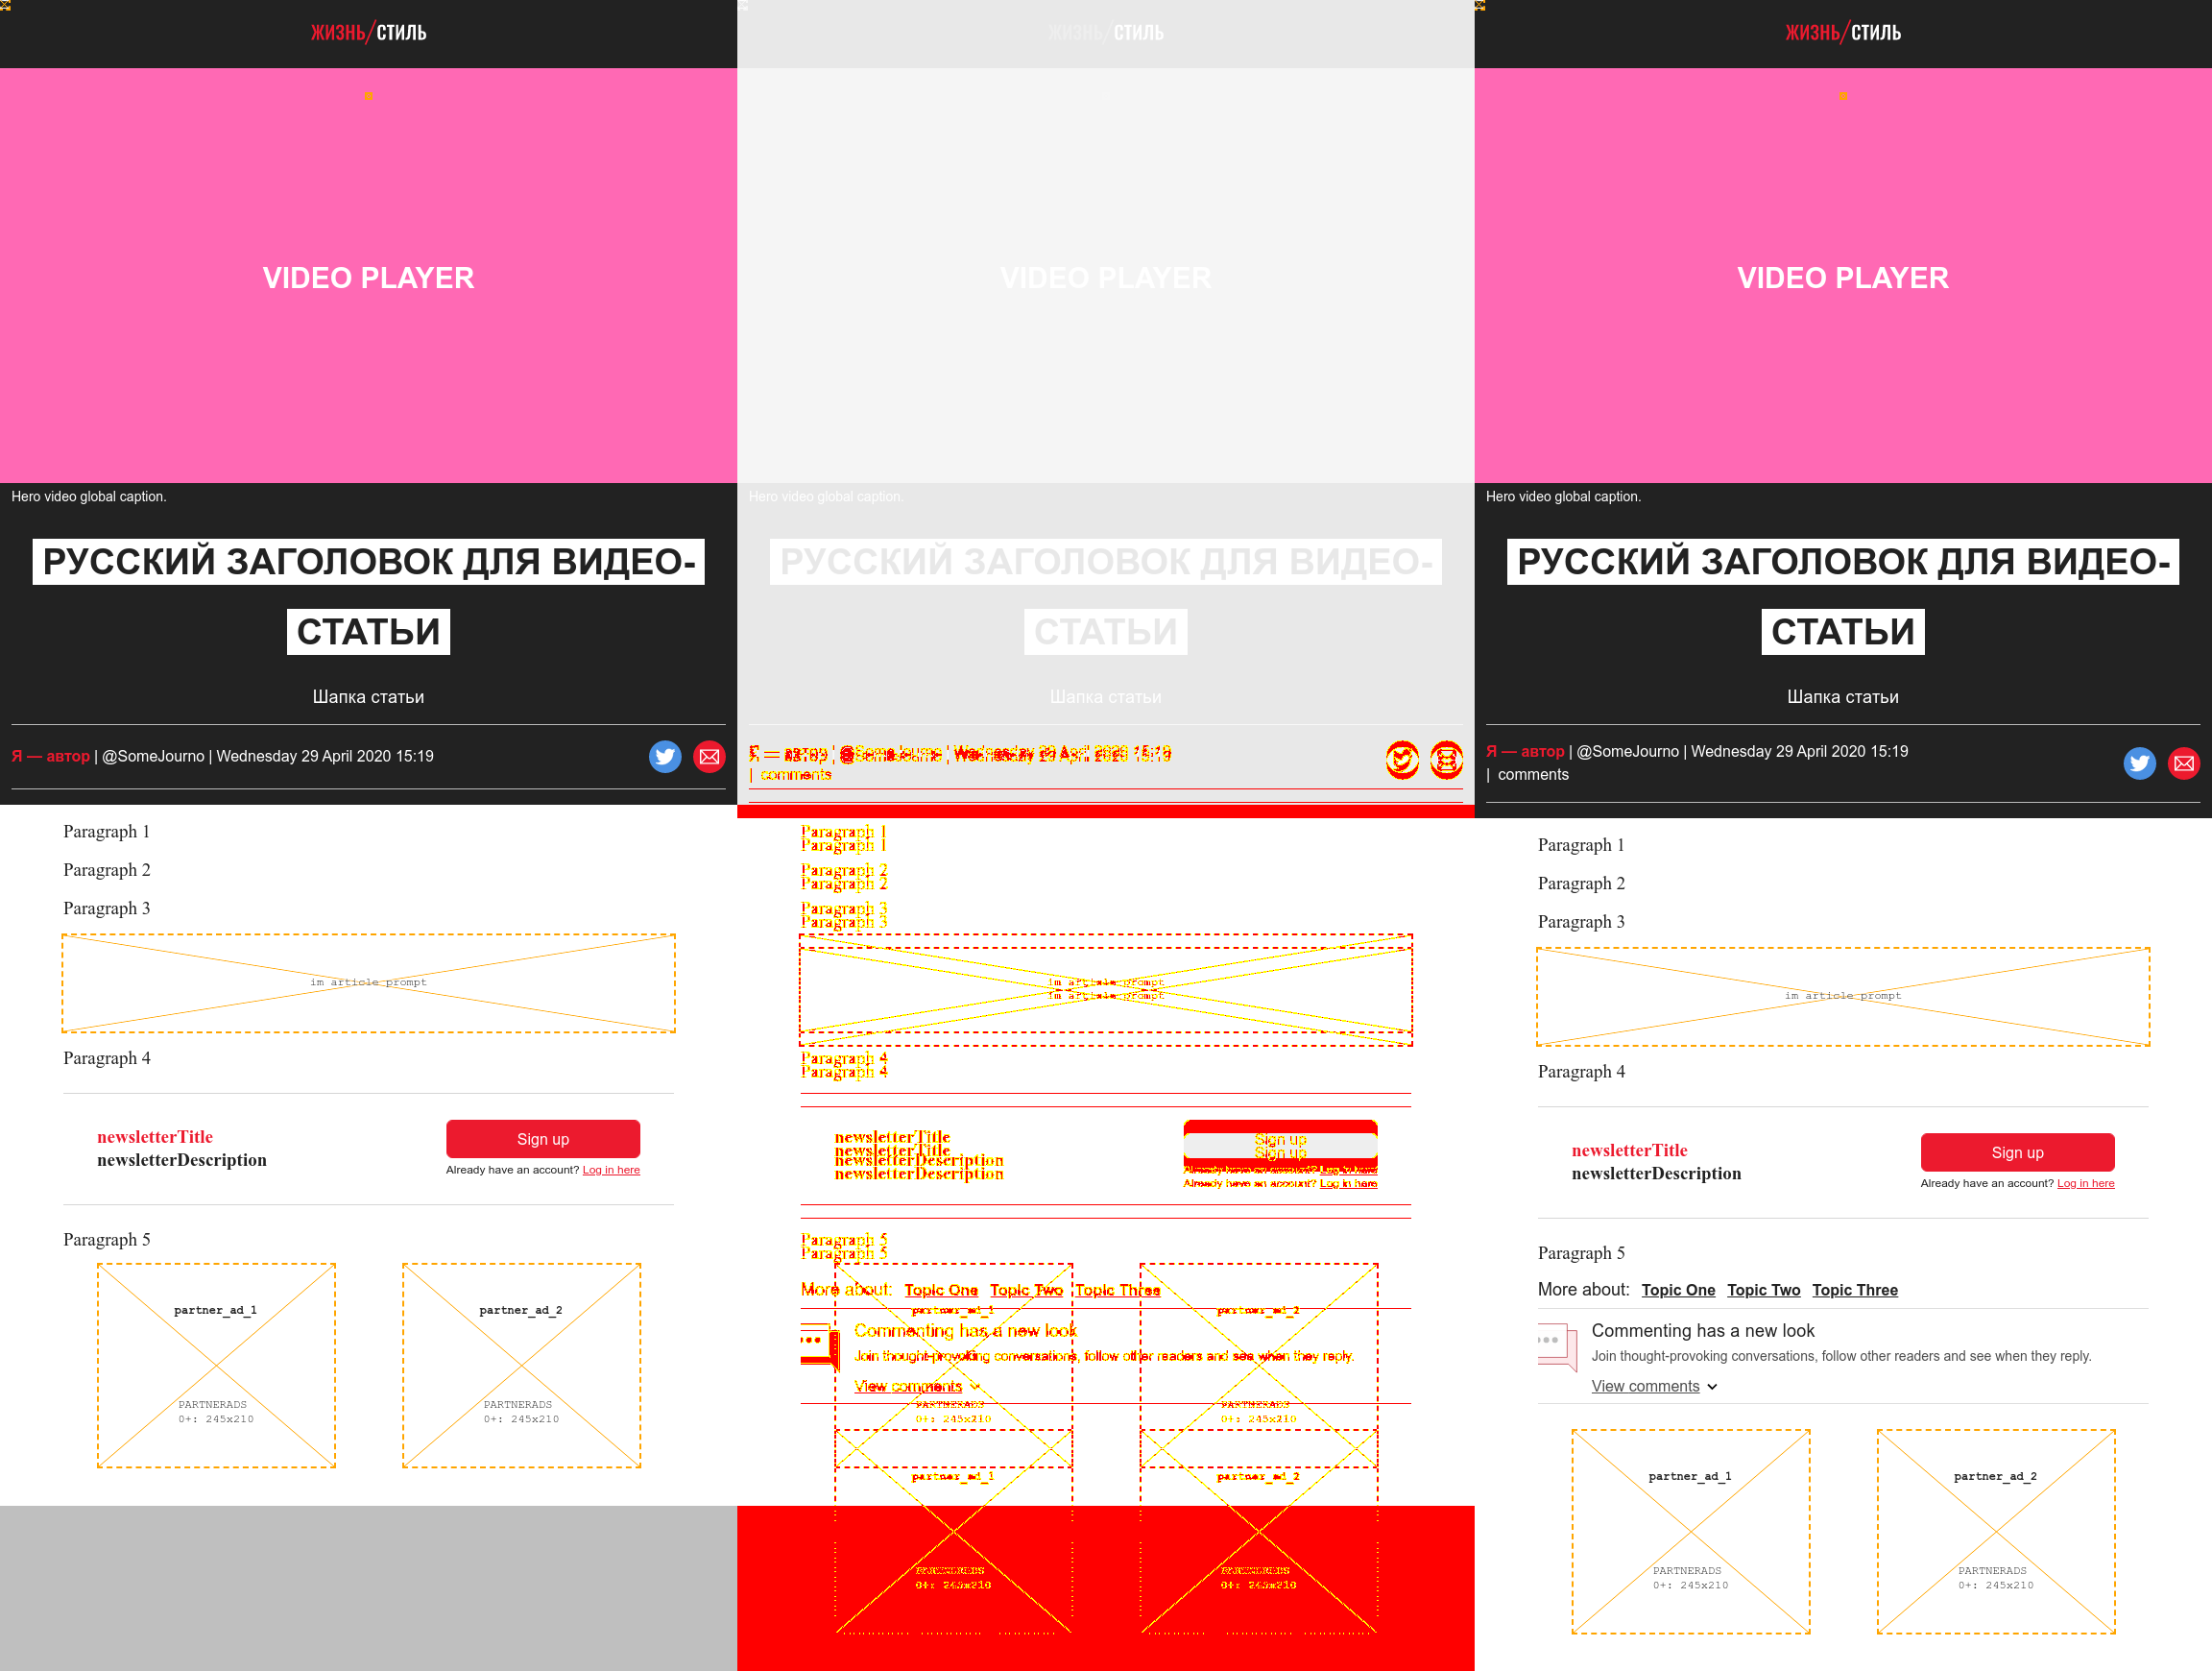 ЖИЗНЬ/СТИЛЬ
VIDEO PLAYER
Hero video global caption.
РУССКИЙ ЗАГОЛОВОК ДЛЯ ВИДЕО-
СТАТЬИ
Шапка статьи
Я — автор | @SomeJourno | Wednesday 29 April 2020 15:19
Paragraph 1
Paragraph 2
Paragraph 3
im article prompt
Paragraph 4
newsletterTitle
newsletterDescription
Sign up
Already have an account? Log in here
Paragraph 5
partner_ad_1
PARTNERADS
0+: 245x210
partner_ad_2
PARTNERADS
0+: 245x210
ЖИЗНЬ/СТИЛЬ
VIDEO PLAYER
Hero video global caption.
РУССКИЙ ЗАГОЛОВОК ДЛЯ ВИДЕО-
СТАТЬИ
Шапка статьи
| comments
Paragraph 1
Paragraph 1
Paragraph 2
Paragraph 2
Paragraph 3
Paragraph 3
im article prompt
im article prompt
Paragraph 4
Paragraph 4
newsletterTitle
newsletterTitle
newsletterDescription
newsletterDescription
Sign up
Sign up
Already have an account? Log in here
Already have an account? Log in here
Paragraph 5
Paragraph 5
More about: Topic One Topic Two Topic Three
partner_ad_1
partner_ad_2
Commenting has a new look
Join thought-provoking conversations, follow other readers and see when they reply.
View comments
PARTNERADS
0+: 245x210
PARTNERADS
0+: 245x210
partner_ad_1
partner_ad_2
PARTNERADS
0+: 245x210
PARTNERADS
0+: 245x210
ЖИЗНЬ/СТИЛЬ
VIDEO PLAYER
Hero video global caption.
РУССКИЙ ЗАГОЛОВОК ДЛЯ ВИДЕО-
СТАТЬИ
Шапка статьи
Я — автор | @SomeJourno | Wednesday 29 April 2020 15:19
| comments
Paragraph 1
Paragraph 2
Paragraph 3
im article prompt
Paragraph 4
newsletterTitle
newsletterDescription
Sign up
Already have an account? Log in here
Paragraph 5
More about: Topic One Topic Two Topic Three
Commenting has a new look
Join thought-provoking conversations, follow other readers and see when they reply.
View comments
partner_ad_1
PARTNERADS
0+: 245x210
partner_ad_2
PARTNERADS
0+: 245x210